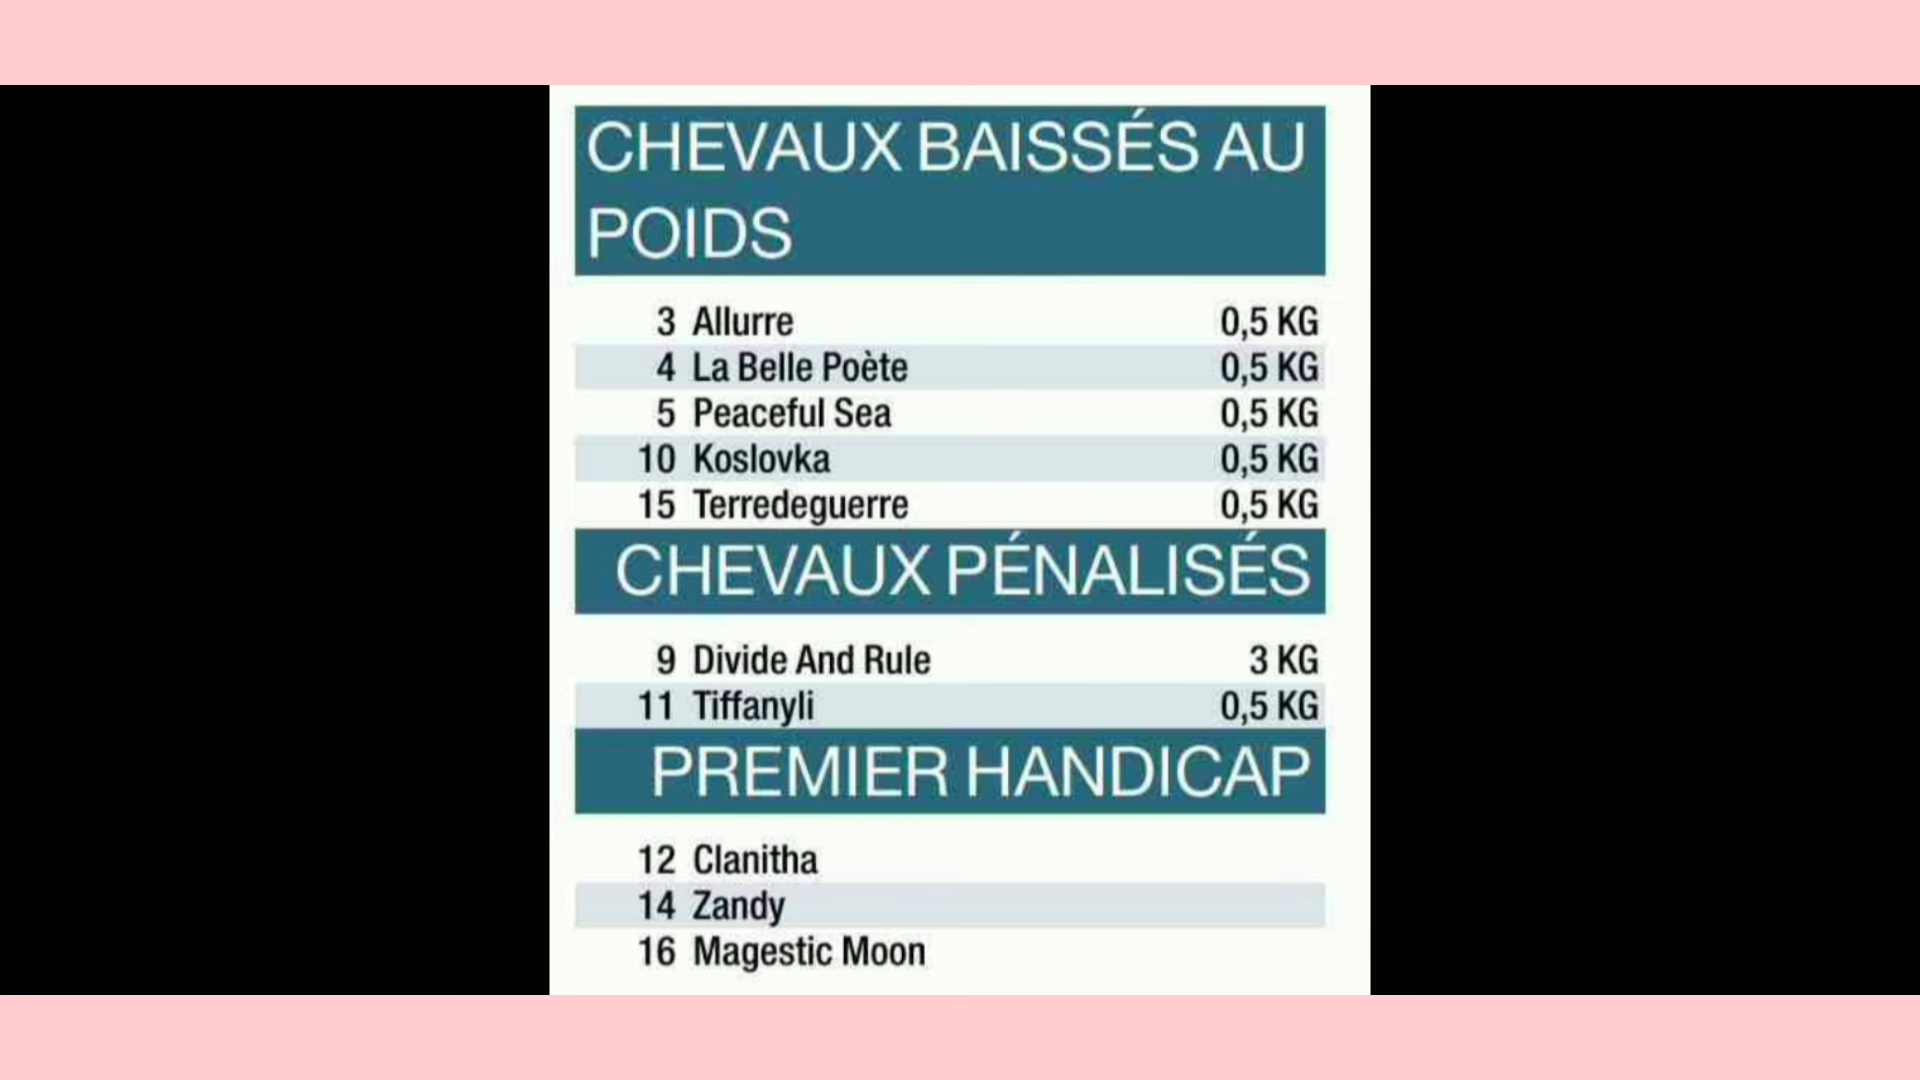 CHEVAUX BAISSÉS AU
POIDS
3 Allurre 0,5 KG
4 La Belle Poète 0,5 KG
5 Peaceful Sea 0,5 KG
10 Koslovka 0,5 KG
15 Terredeguerre 0,5 KG
CHEVAUX PÉNALISÉS
9 Divide And Rule 3 KG
11 Tiffanyli 0,5 KG
PREMIER HANDICAP
12 Clanitha
14 Zandy
16 Magestic Moon